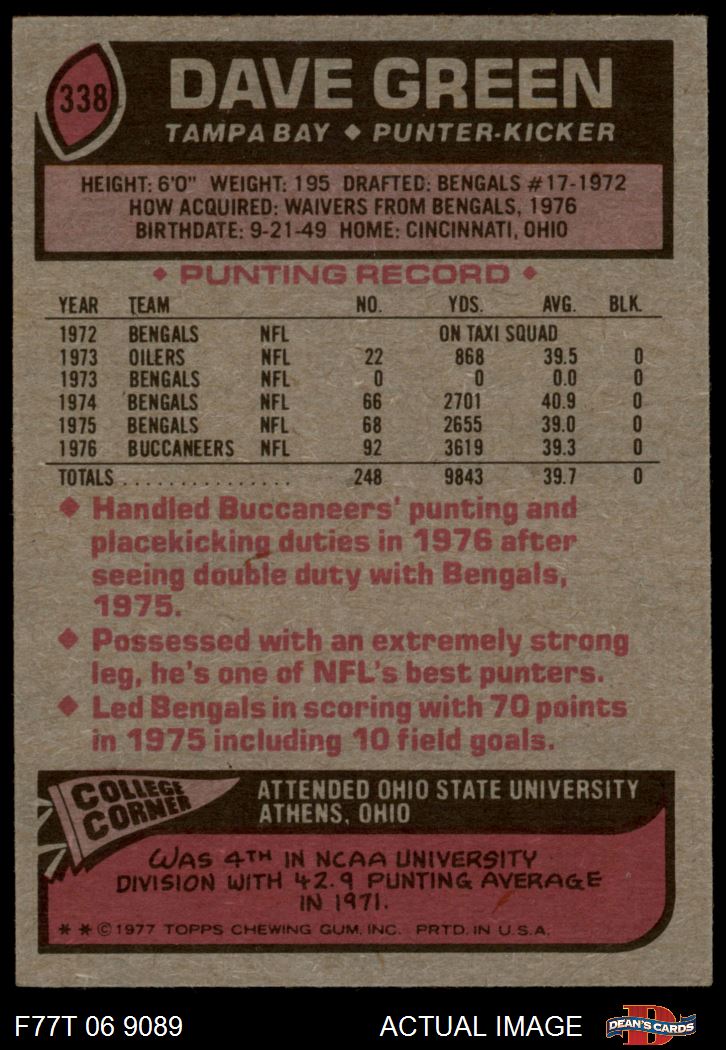 338
DAVE GREEN
TAMPA BAY ◆ PUNTER-KICKER
HEIGHT: 6'0" WEIGHT: 195 DRAFTED: BENGALS #17-1972
HOW ACQUIRED: WAIVERS FROM BENGALS, 1976
BIRTHDATE: 9-21-49 HOME: CINCINNATI, OHIO
◆ PUNTING RECORD ◆
YEAR TEAM NO. YDS. AVG. BLK.
1972 BENGALS NFL ON TAXI SQUAD
1973 OILERS NFL 22 868 39.5 0
1973 BENGALS NFL 0 0 0.0 0
1974 BENGALS NFL 66 2701 40.9 0
1975 BENGALS NFL 68 2655 39.0 0
1976 BUCCANEERS NFL 92 3619 39.3 0
TOTALS . . . . . . . . . . . . . . . 248 9843 39.7 0
◆ Handled Buccaneers' punting and
placekicking duties in 1976 after
seeing double duty with Bengals,
1975.
◆ Possessed with an extremely strong
leg, he's one of NFL's best punters.
◆ Led Bengals in scoring with 70 points
in 1975 including 10 field goals.
COLLEGE
CORNER
ATTENDED OHIO STATE UNIVERSITY
ATHENS, OHIO
WAS 4TH IN NCAA UNIVERSITY
DIVISION WITH 42.9 PUNTING AVERAGE
IN 1971.
* * © 1977 TOPPS CHEWING GUM, INC. PRTD. IN U.S.A.
F77T 06 9089 ACTUAL IMAGE
D
DEAN'S CARDS